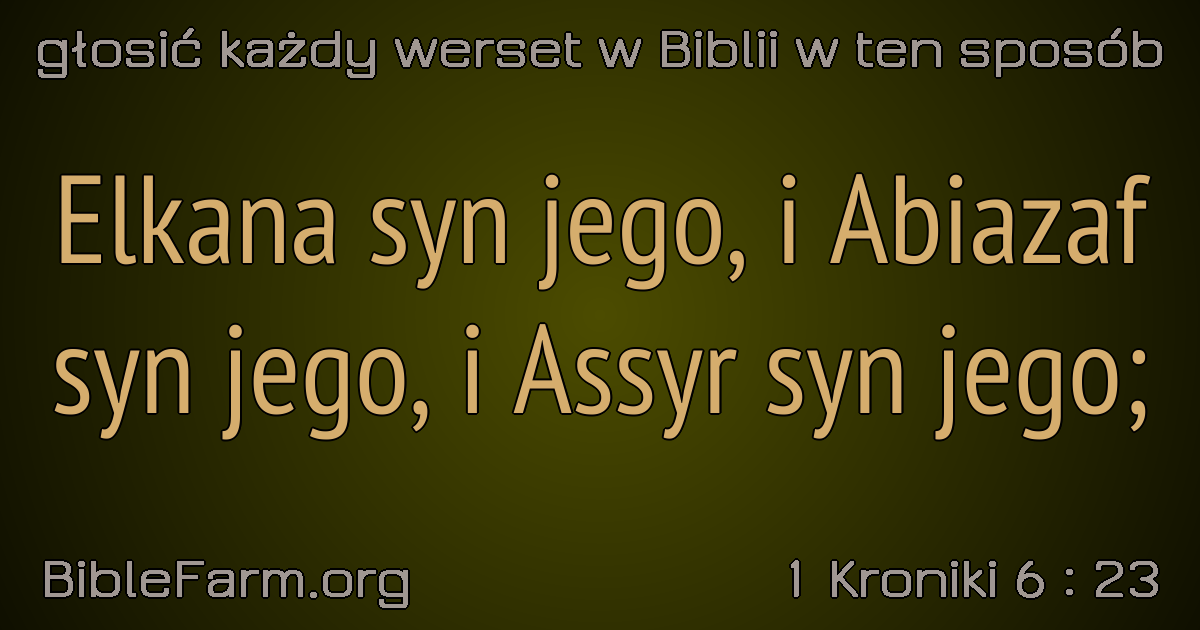 głosić każdy werset w Biblii w ten sposób
Elkana syn jego, i Abiazaf
syn jego, i Assyr syn jego;
BibleFarm.org
1 Kroniki 6 : 23